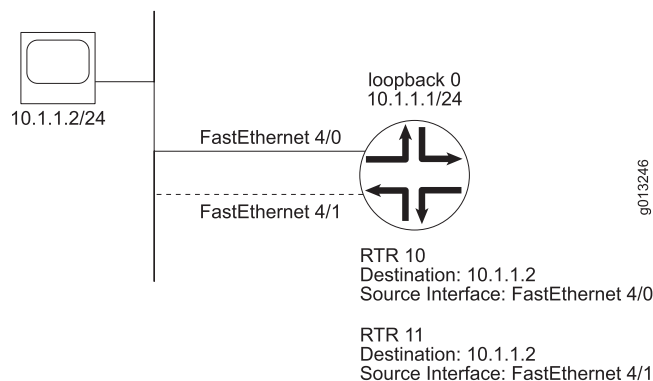 loopback 0
10.1.1.1/24
10.1.1.2/24
FastEthernet 4/0
FastEthernet 4/1
g013246
RTR 10
Destination: 10.1.1.2
Source Interface: FastEthernet 4/0
RTR 11
Destination: 10.1.1.2
Source Interface: FastEthernet 4/1